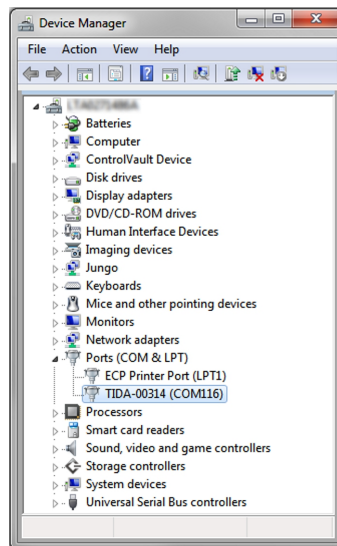 Device Manager
File Action View Help
Batteries
Computer
ControlVault Device
Disk drives
Display adapters
DVD/CD-ROM drives
Human Interface Devices
Imaging devices
Jungo
Keyboards
Mice and other pointing devices
Monitors
Network adapters
Ports (COM & LPT)
ECP Printer Port (LPT1)
TIDA-00314 (COM116)
Processors
Smart card readers
Sound, video and game controllers
Storage controllers
System devices
Universal Serial Bus controllers